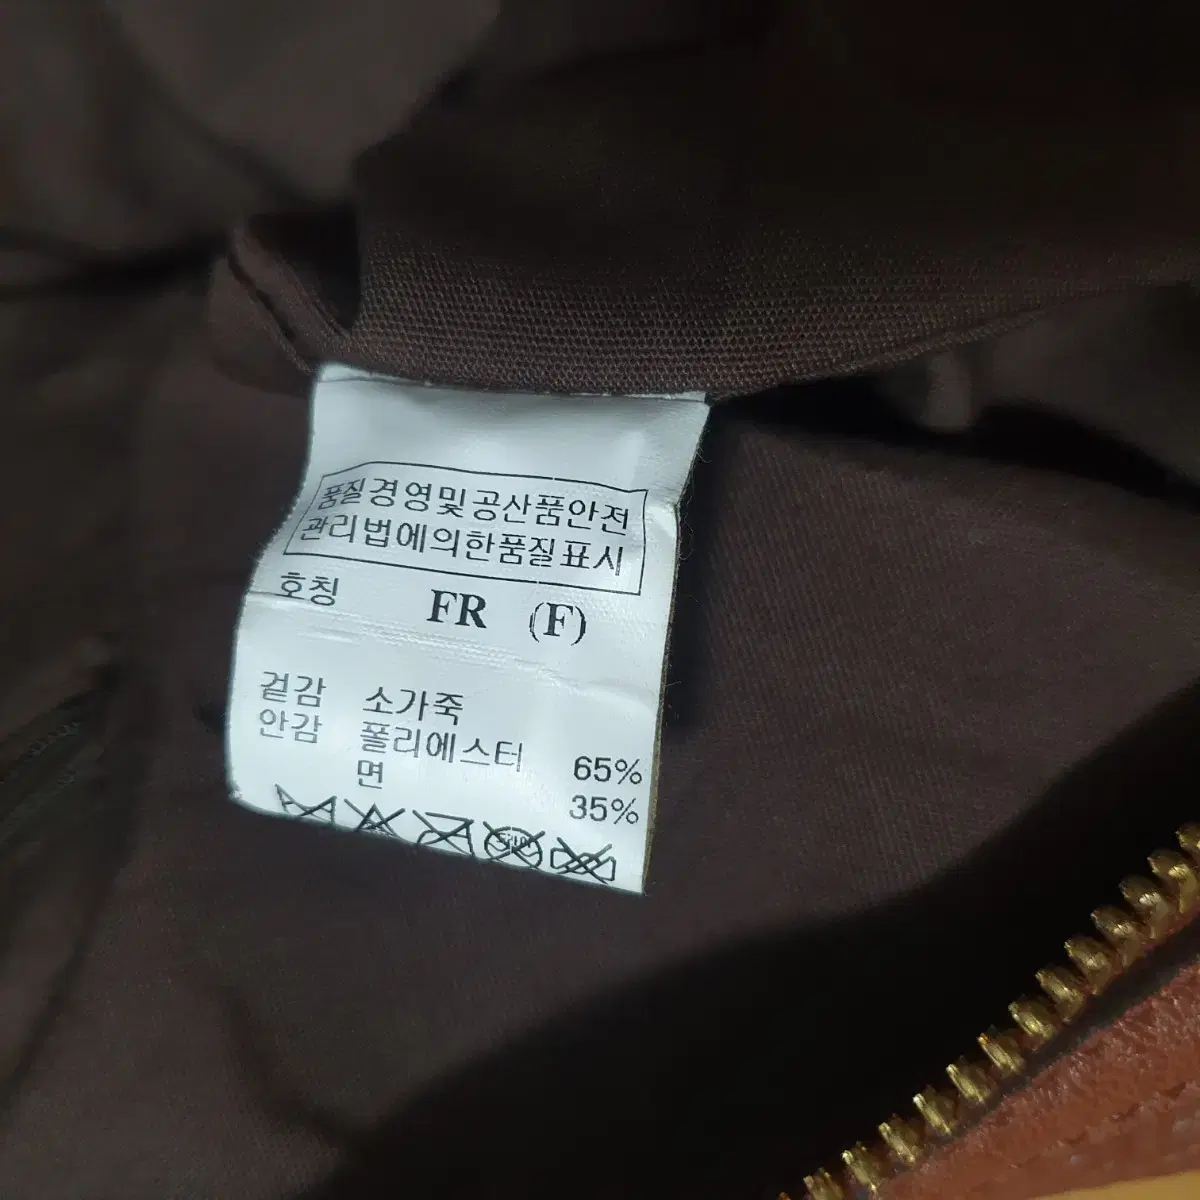 품질경영및공산품안전
관리법에의한품질표시
호칭 FR (F)
겉감 소가죽
안감 폴리에스터 65%
면 35%